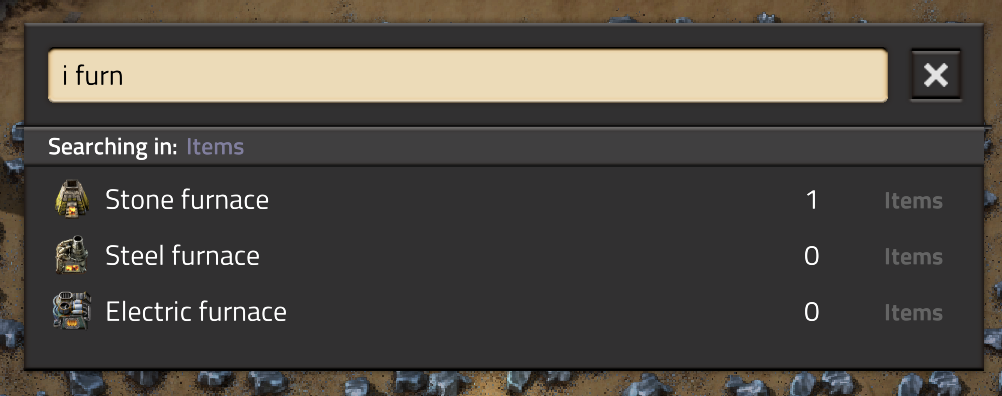 i furn
Searching in: Items
Stone furnace 1 Items
Steel furnace 0 Items
Electric furnace 0 Items